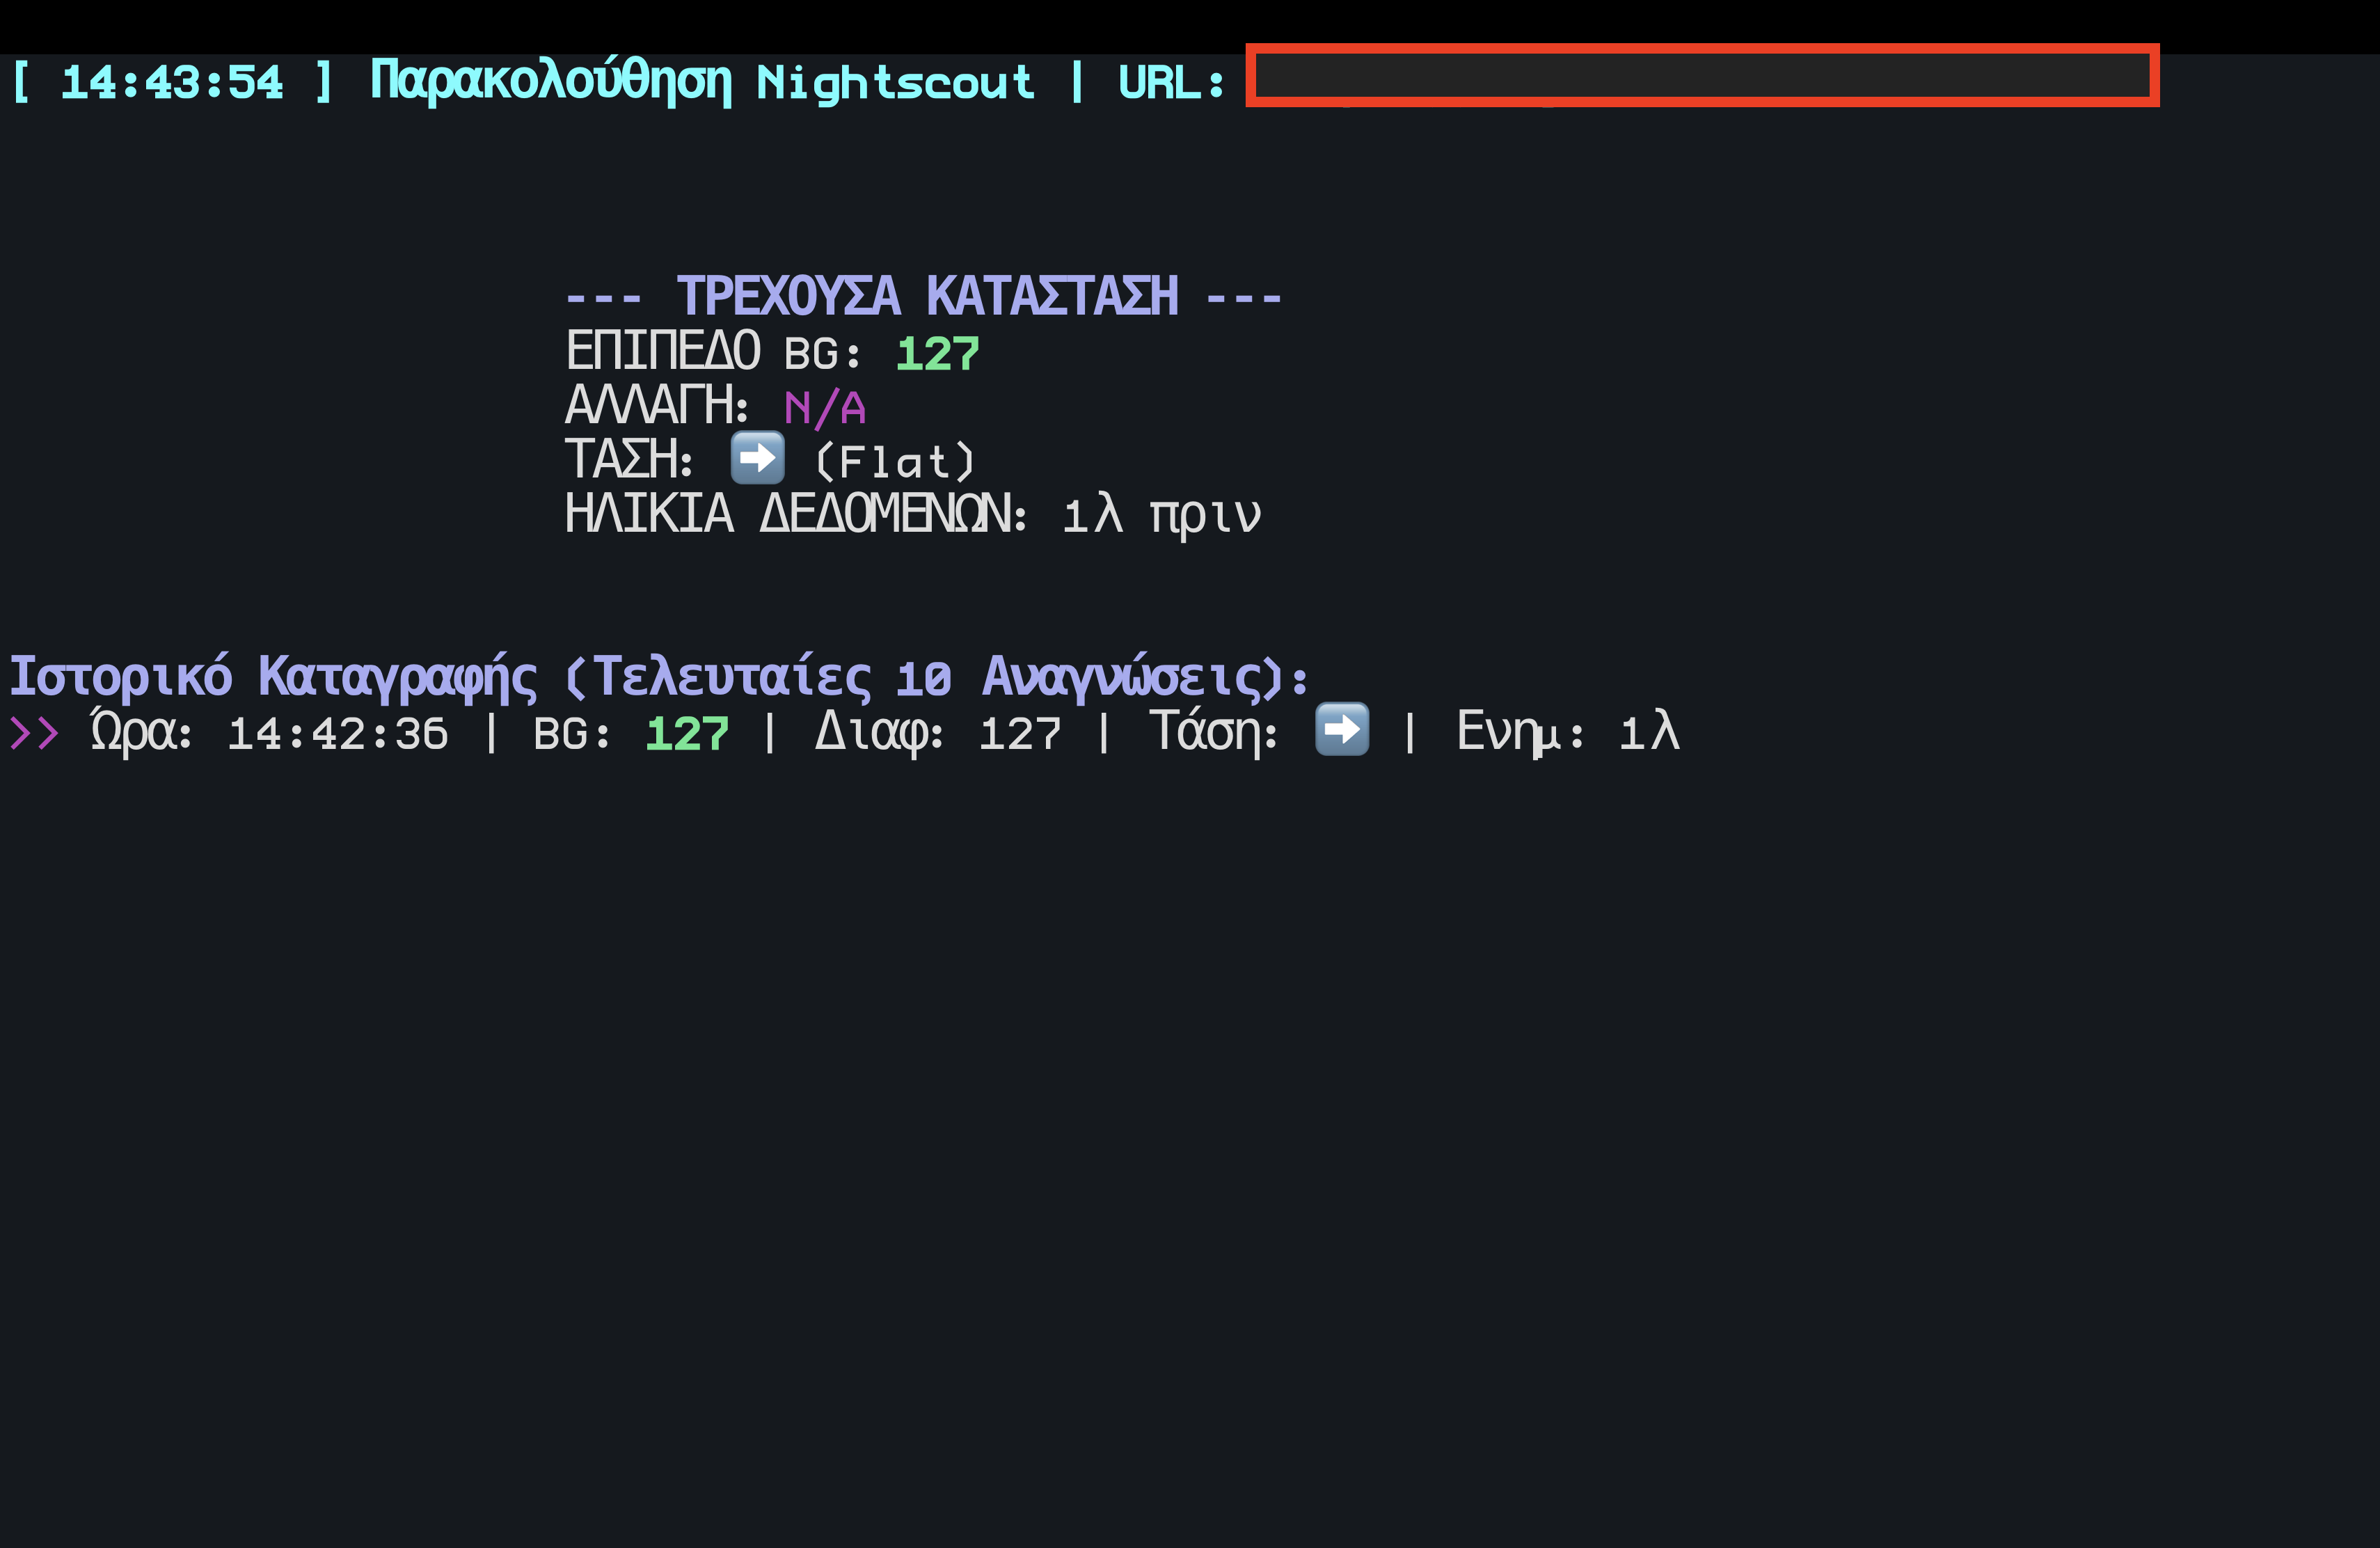 [ 14:43:54 ] Παρακολούθηση Nightscout | URL:
--- ΤΡΕΧΟΥΣΑ ΚΑΤΑΣΤΑΣΗ ---
ΕΠΙΠΕΔΟ BG: 127
ΑΛΛΑΓΗ: N/A
ΤΑΣΗ: ➡️ (Flat)
ΗΛΙΚΙΑ ΔΕΔΟΜΕΝΩΝ: 1λ πριν
Ιστορικό Καταγραφής (Τελευταίες 10 Αναγνώσεις):
>> Ώρα: 14:42:36 | BG: 127 | Διαφ: 127 | Τάση: ➡️ | Ενημ: 1λ